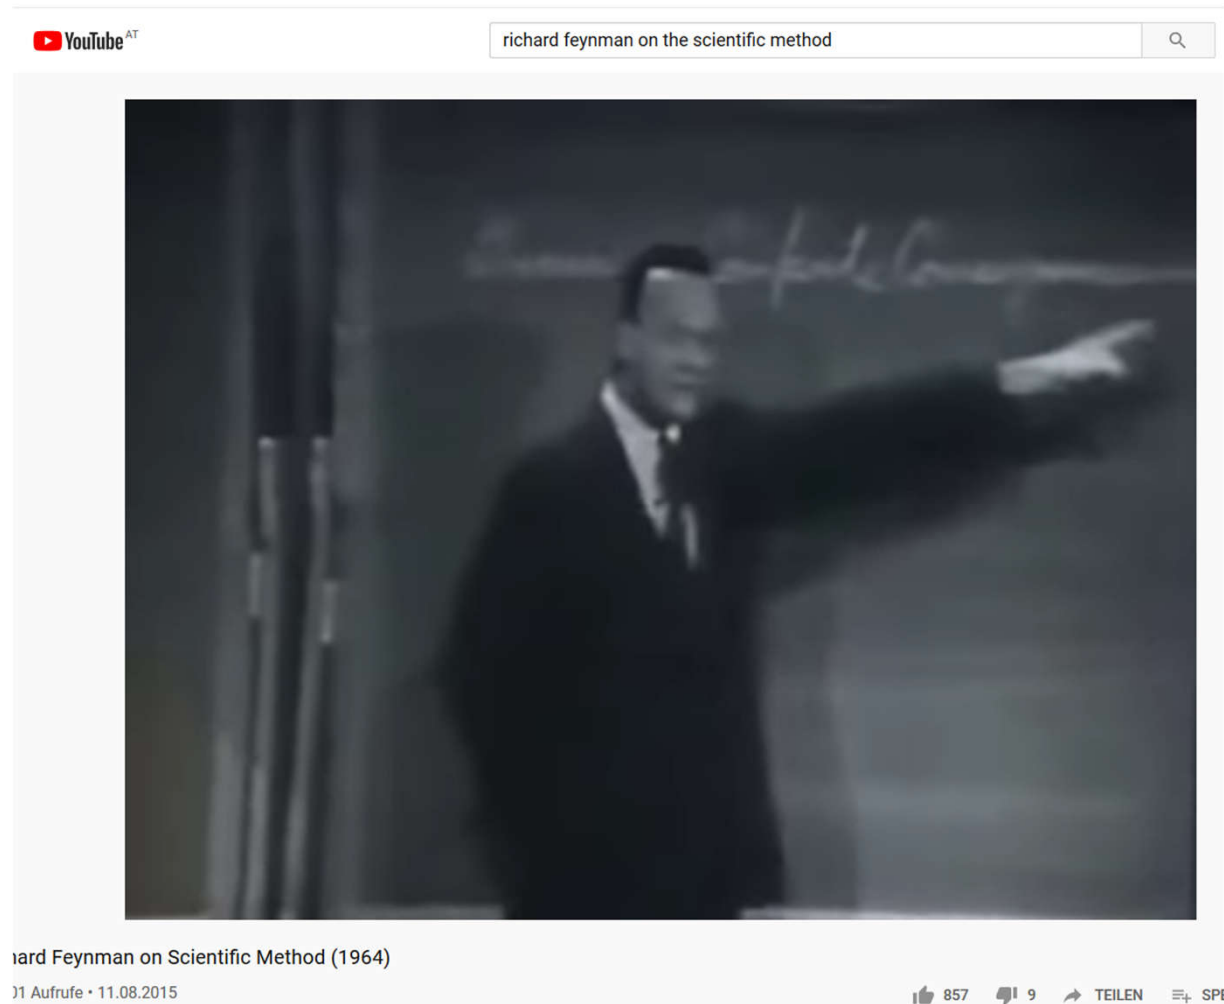 YouTube AT
richard feynman on the scientific method
hard Feynman on Scientific Method (1964)
01 Aufrufe • 11.08.2015
857 9 TEILEN SPE